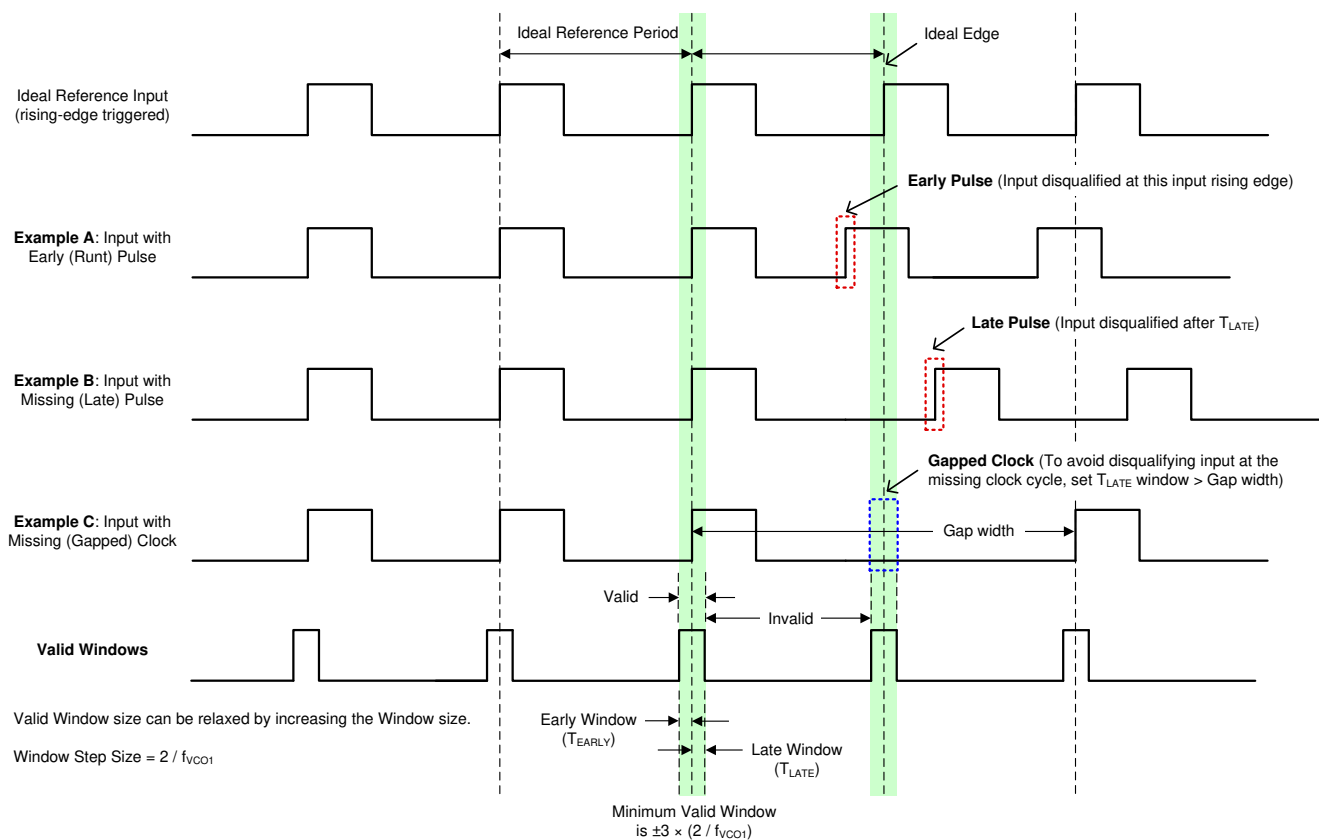 Ideal Reference Period
Ideal Edge
Ideal Reference Input
(rising-edge triggered)
Early Pulse (Input disqualified at this input rising edge)
Example A: Input with
Early (Runt) Pulse
Late Pulse (Input disqualified after TLATE)
Example B: Input with
Missing (Late) Pulse
Gapped Clock (To avoid disqualifying input at the
missing clock cycle, set TLATE window > Gap width)
Example C: Input with
Missing (Gapped) Clock
Gap width
Valid
Invalid
Valid Windows
Valid Window size can be relaxed by increasing the Window size.
Window Step Size = 2 / fVCO1
Early Window
(TEARLY)
Late Window
(TLATE)
Minimum Valid Window
is ±3 × (2 / fVCO1)